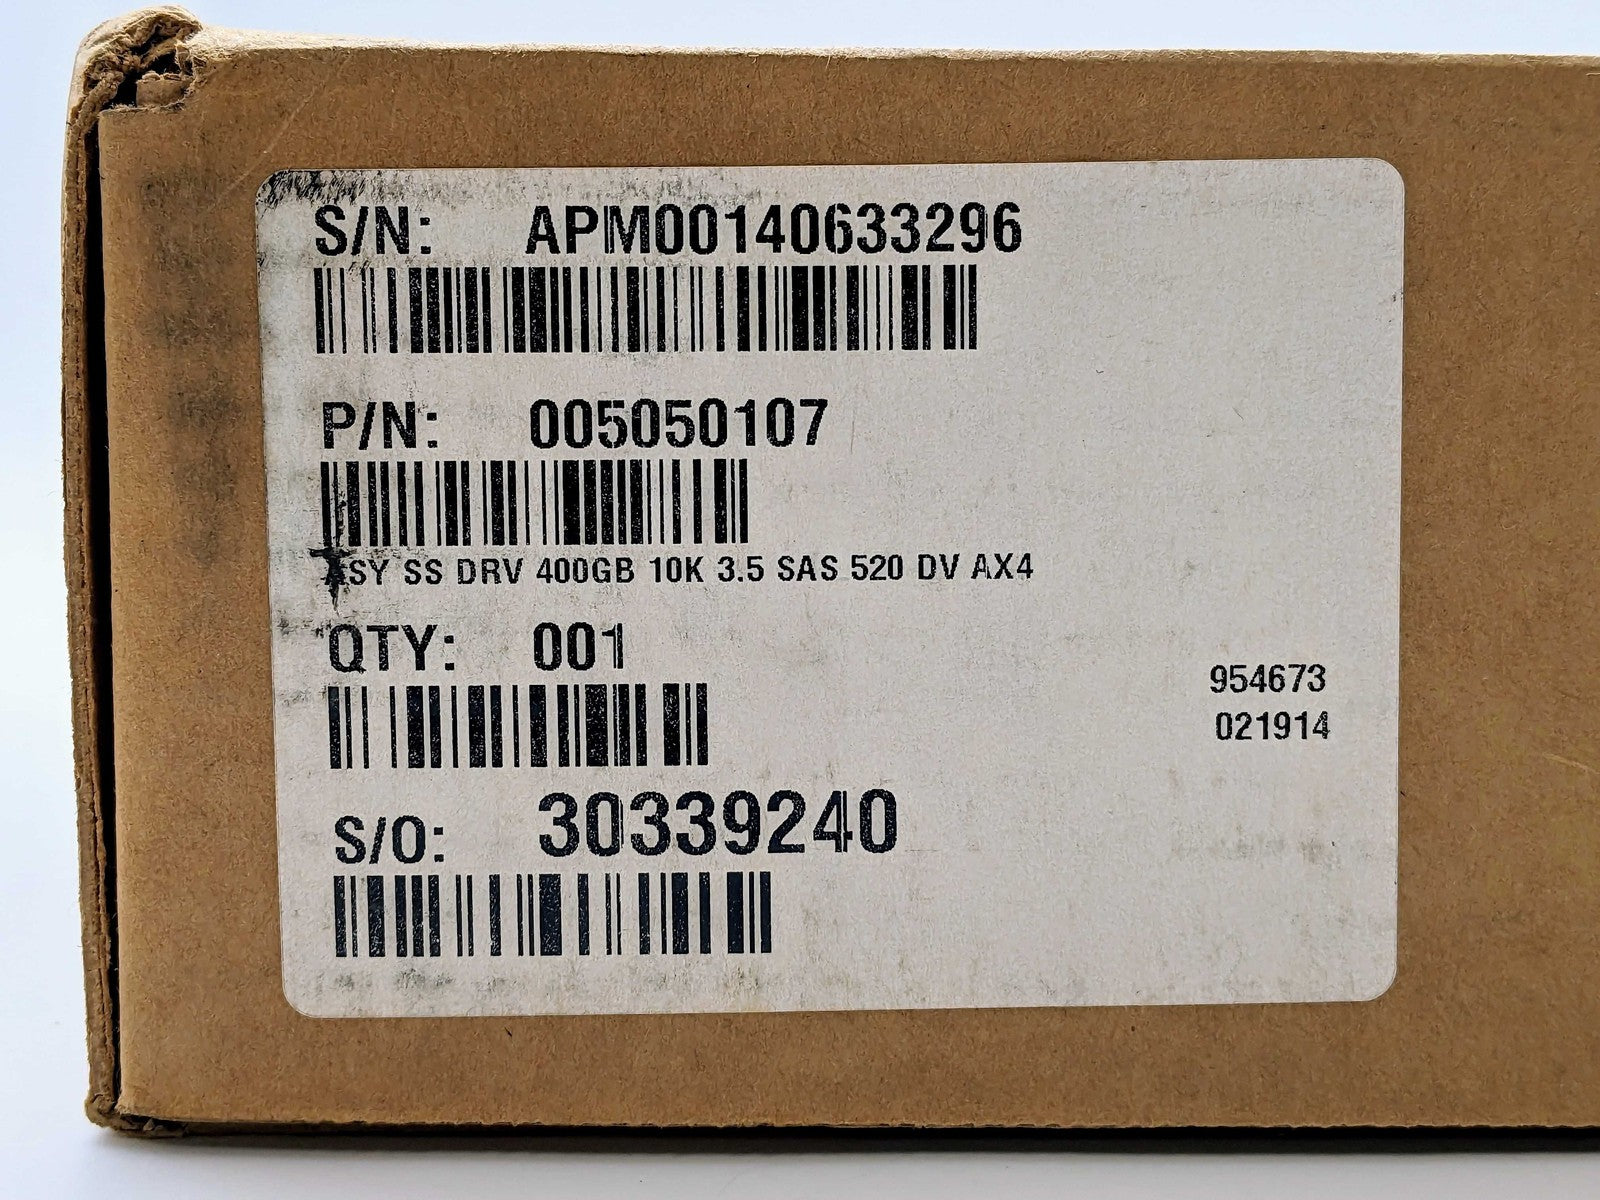 S/N: APM00140633296
P/N: 005050107
SY SS DRV 400GB 10K 3.5 SAS 520 DV AX4
QTY: 001
954673
021914
S/O: 30339240